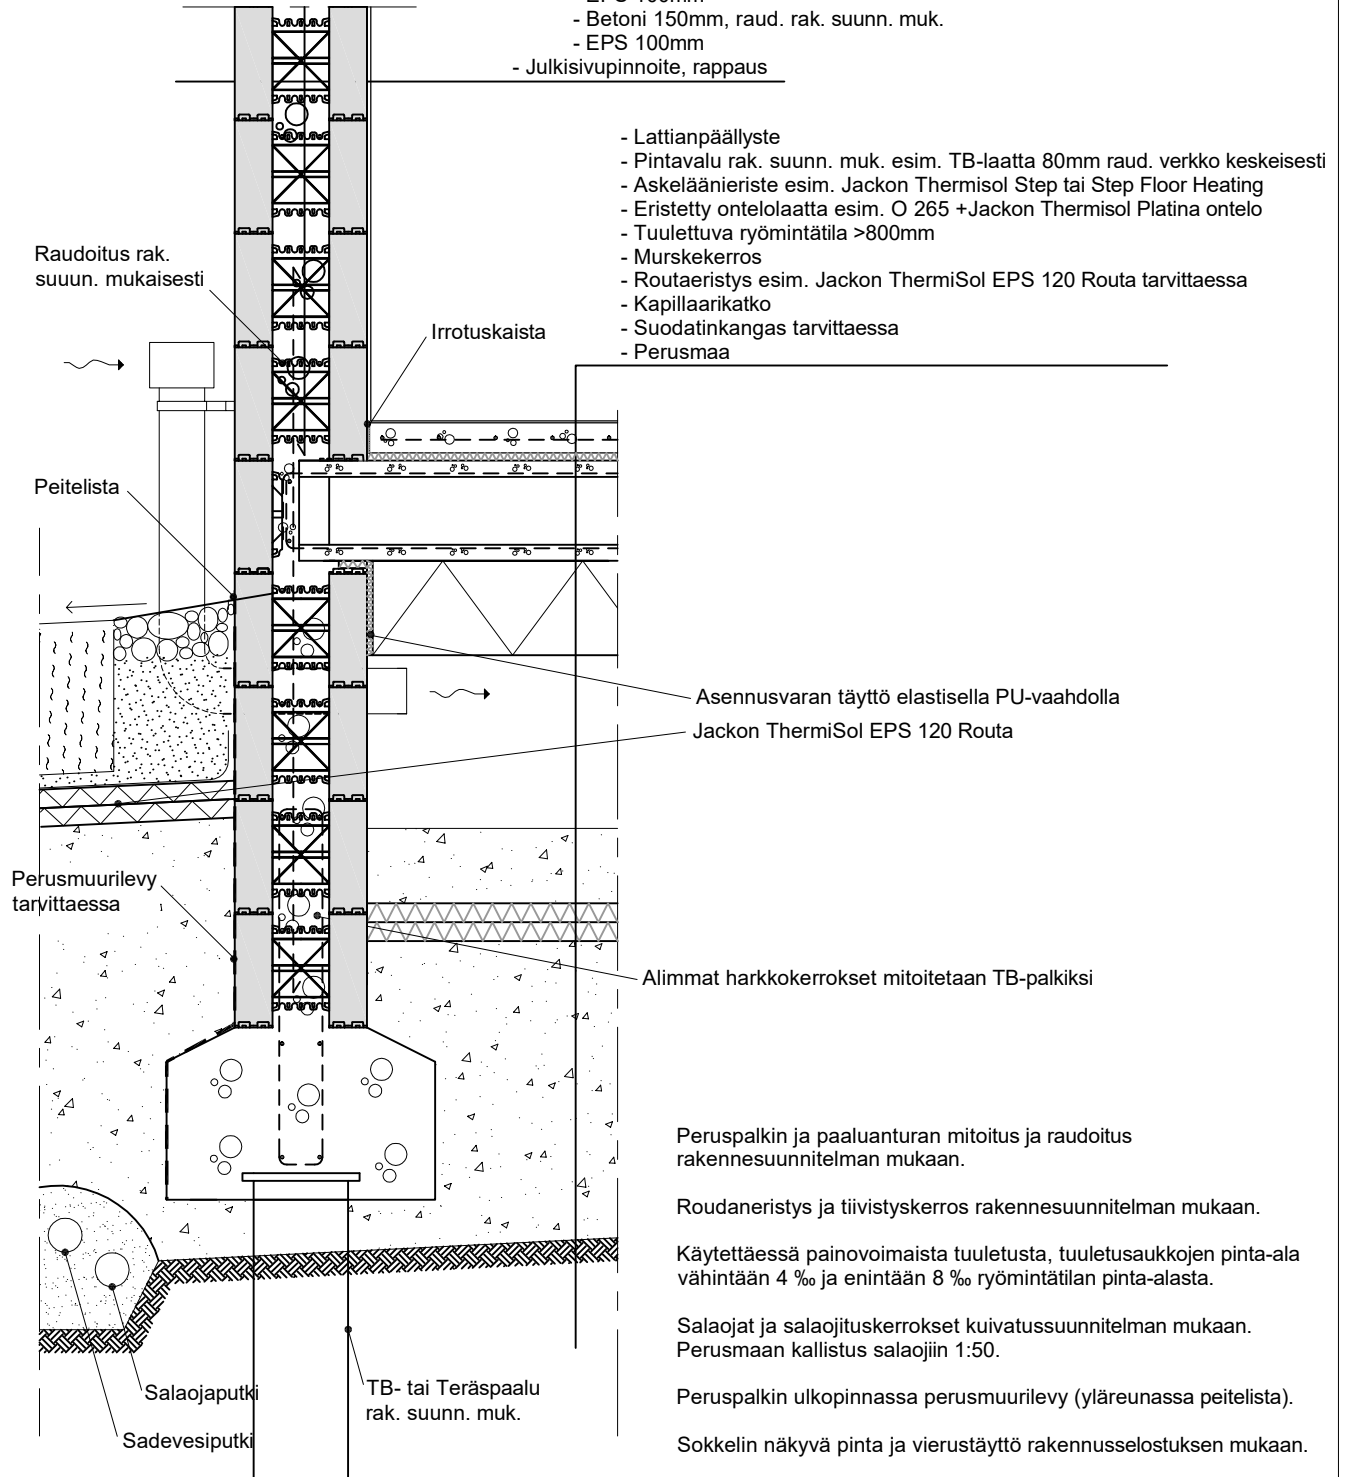 - EPS 100mm
- Betoni 150mm, raud. rak. suunn. muk.
- EPS 100mm
- Julkisivupinnoite, rappaus
- Lattianpäällyste
- Pintavalu rak. suunn. muk. esim. TB-laatta 80mm raud. verkko keskeisesti
- Askeläänieriste esim. Jackon Thermisol Step tai Step Floor Heating
- Eristetty ontelolaatta esim. O 265 +Jackon Thermisol Platina ontelo
- Tuulettuva ryömintätila >800mm
- Murskekerros
- Routaeristys esim. Jackon ThermiSol EPS 120 Routa tarvittaessa
- Kapillaarikatko
- Suodatinkangas tarvittaessa
- Perusmaa
Raudoitus rak.
suuun. mukaisesti
Irrotuskaista
Peitelista
Asennusvaran täyttö elastisella PU-vaahdolla
Jackon ThermiSol EPS 120 Routa
Perusmuurilevy
tarvittaessa
Alimmat harkkokerrokset mitoitetaan TB-palkiksi
Peruspalkin ja paaluanturan mitoitus ja raudoitus
rakennesuunnitelman mukaan.
Roudaneristys ja tiivistyskerros rakennesuunnitelman mukaan.
Käytettäessä painovoimaista tuuletusta, tuuletusaukkojen pinta-ala
vähintään 4 ‰ ja enintään 8 ‰ ryömintätilan pinta-alasta.
Salaojat ja salaojituskerrokset kuivatussuunnitelman mukaan.
Perusmaan kallistus salaojiin 1:50.
Peruspalkin ulkopinnassa perusmuurilevy (yläreunassa peitelista).
Sokkelin näkyvä pinta ja vierustäyttö rakennusselostuksen mukaan.
Salaojaputki
Sadevesiputki
TB- tai Teräspaalu
rak. suunn. muk.